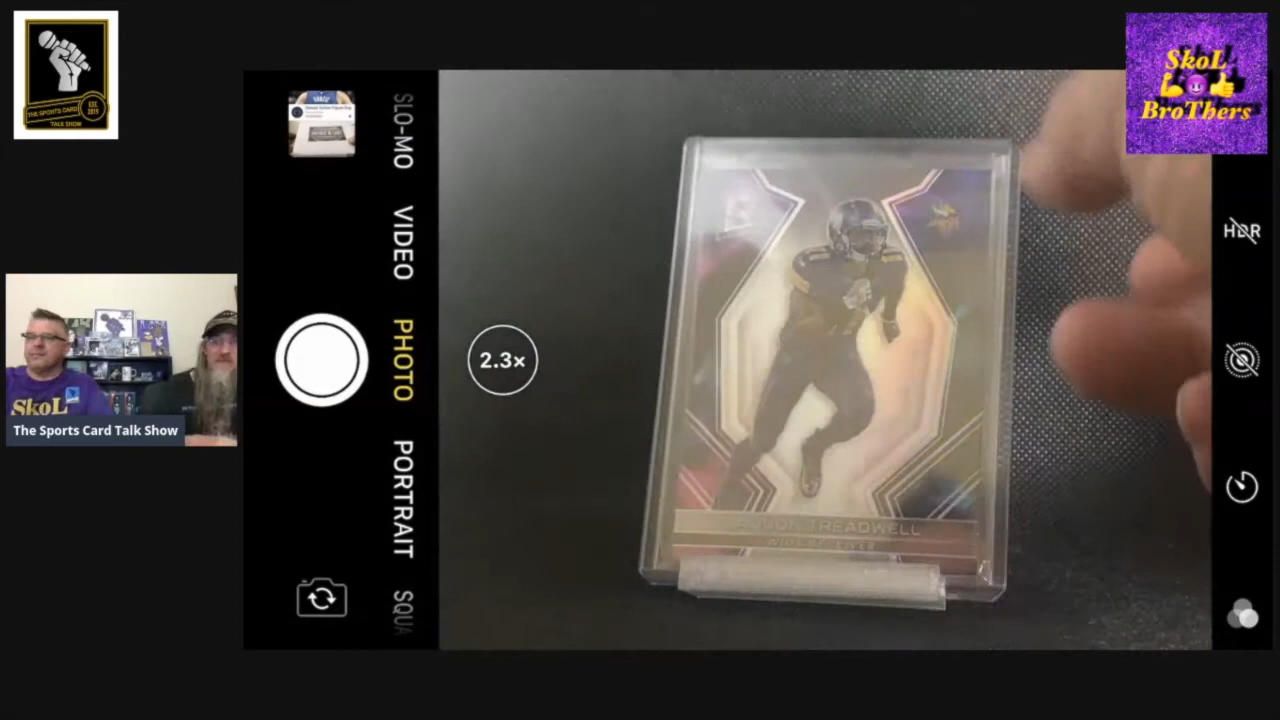 THE SPORTS CARD
TALK SHOW
EST.
2019
SkoL
BroThers
SLO-MO
VIDEO
PHOTO
PORTRAIT
SQUA
2.3×
HDR
TREADWELL
SkoL
The Sports Card Talk Show